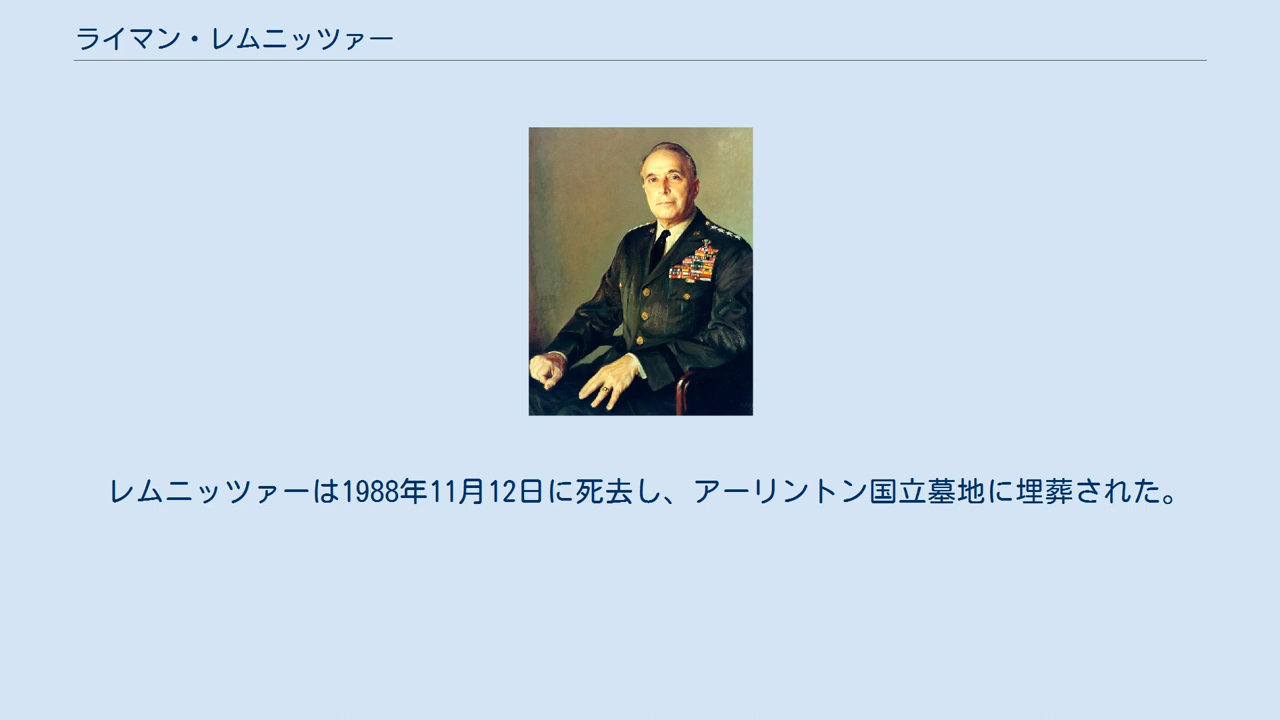 ライマン・レムニッツァー
レムニッツァーは1988年11月12日に死去し、アーリントン国立墓地に埋葬された。